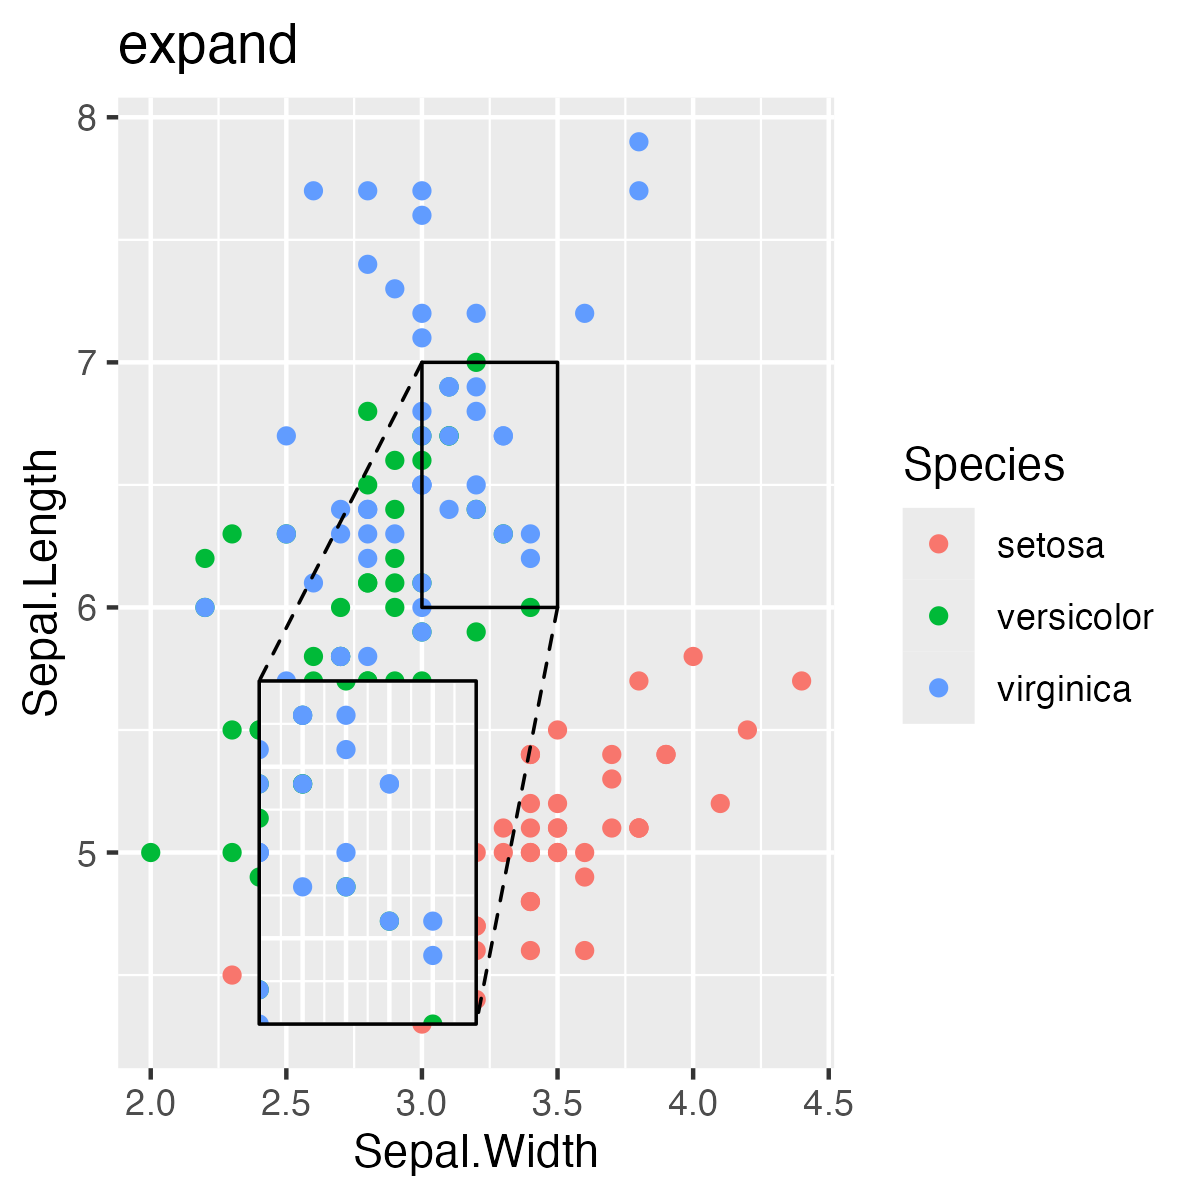 expand
8
7
6
5
Sepal.Length
2.0 2.5 3.0 3.5 4.0 4.5
Sepal.Width
Species
setosa
versicolor
virginica